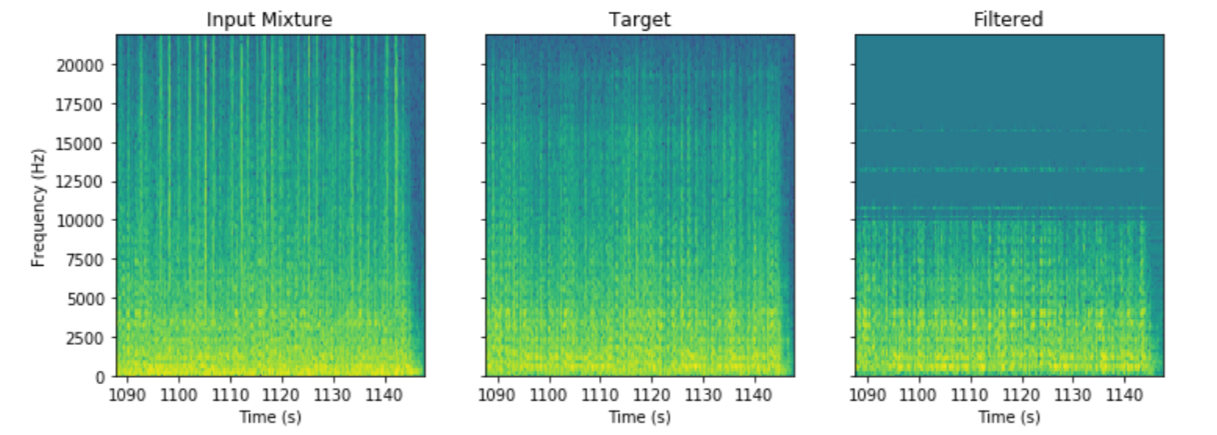 Input Mixture
Target
Filtered
20000
17500
15000
12500
10000
7500
5000
2500
0
Frequency (Hz)
1090 1100 1110 1120 1130 1140
Time (s)
1090 1100 1110 1120 1130 1140
Time (s)
1090 1100 1110 1120 1130 1140
Time (s)